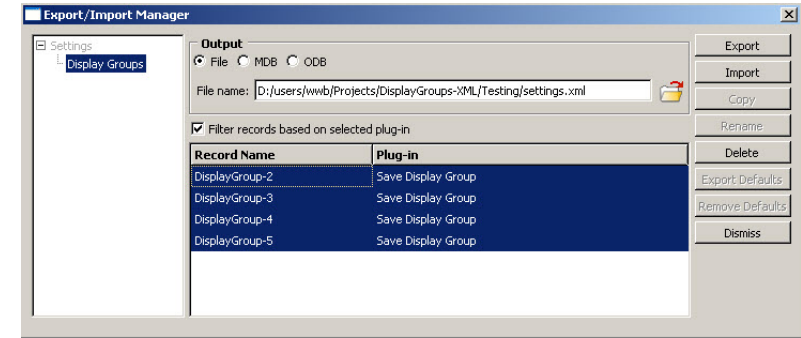 Export/Import Manager
Settings
Display Groups
Output
File MDB ODB
File name: D:/users/wwb/Projects/DisplayGroups-XML/Testing/settings.xml
Filter records based on selected plug-in
Record Name Plug-in
DisplayGroup-2 Save Display Group
DisplayGroup-3 Save Display Group
DisplayGroup-4 Save Display Group
DisplayGroup-5 Save Display Group
Export
Import
Copy
Rename
Delete
Export Defaults
Remove Defaults
Dismiss